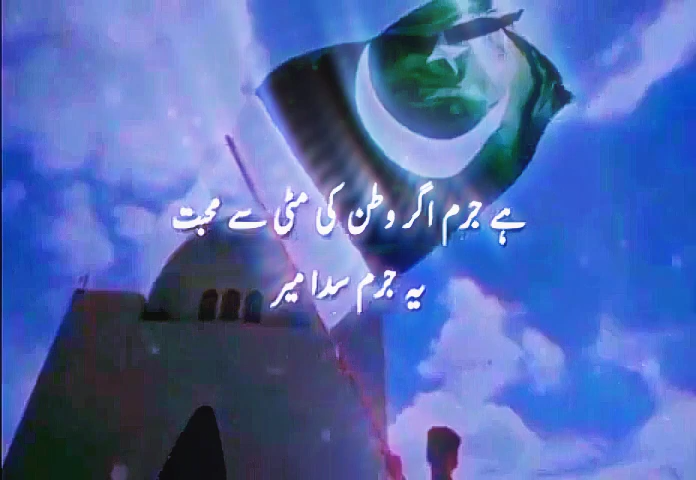 ہے جرم اگر وطن کی مٹی سے محبت
یہ جرم سدا میر